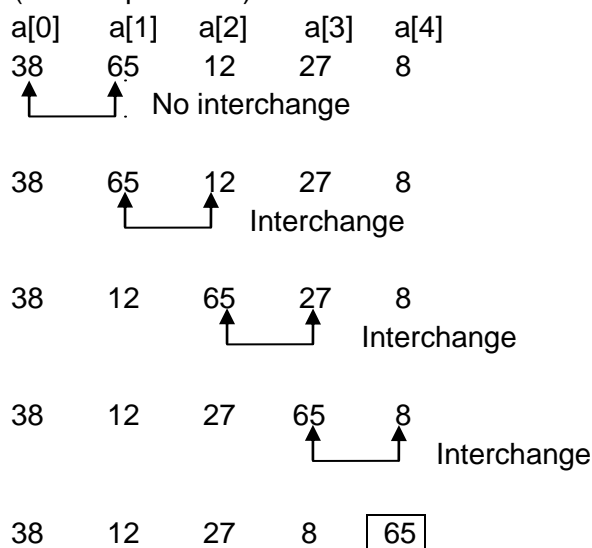 a[0] a[1] a[2] a[3] a[4]
38 65 12 27 8
No interchange
38 65 12 27 8
Interchange
38 12 65 27 8
Interchange
38 12 27 65 8
Interchange
38 12 27 8 65